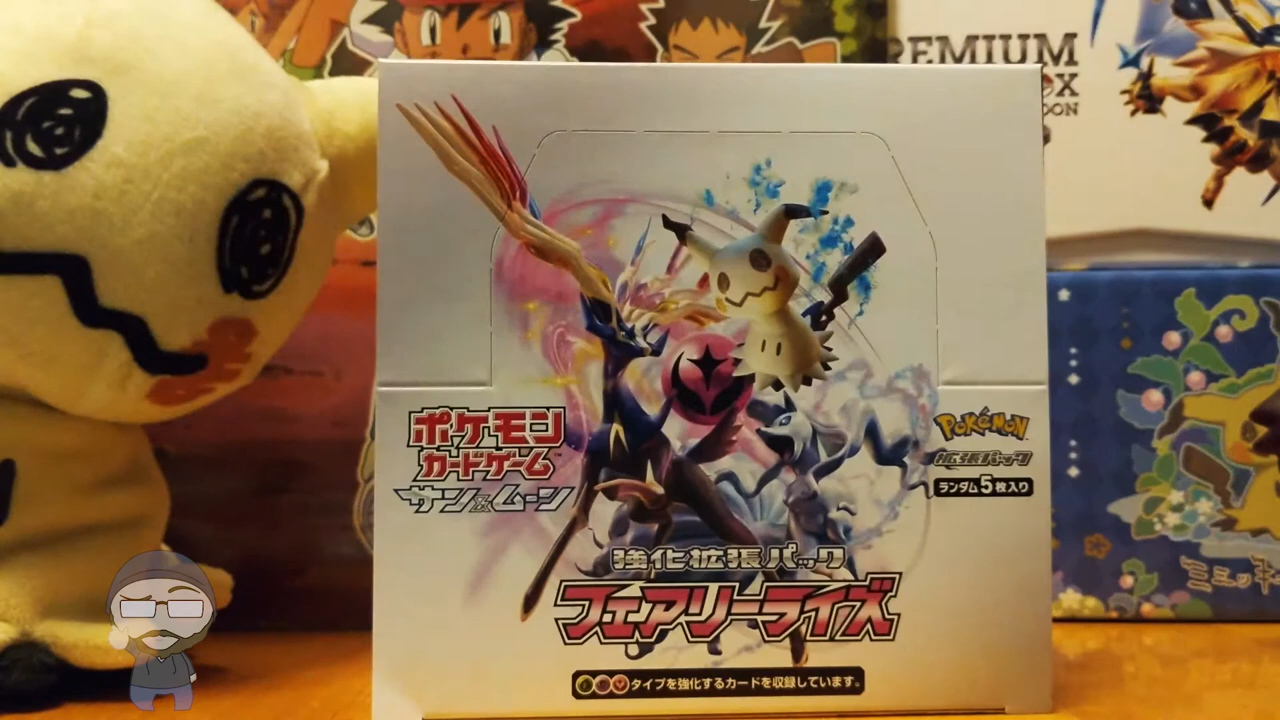 PREMIUM
ポケモン
カードゲーム
サン&ムーン
Pokémon
拡張パック
ランダム5枚入り
強化拡張パック
フェアリーライズ
タイプを強化するカードを収録しています。
ミミッキ